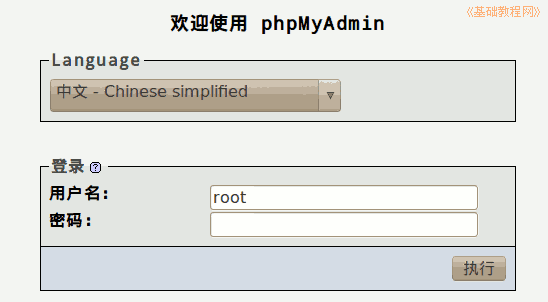 《基础教程网》
欢迎使用 phpMyAdmin
Language
中文 - Chinese simplified
登录 ?
用户名: root
密码:
执行